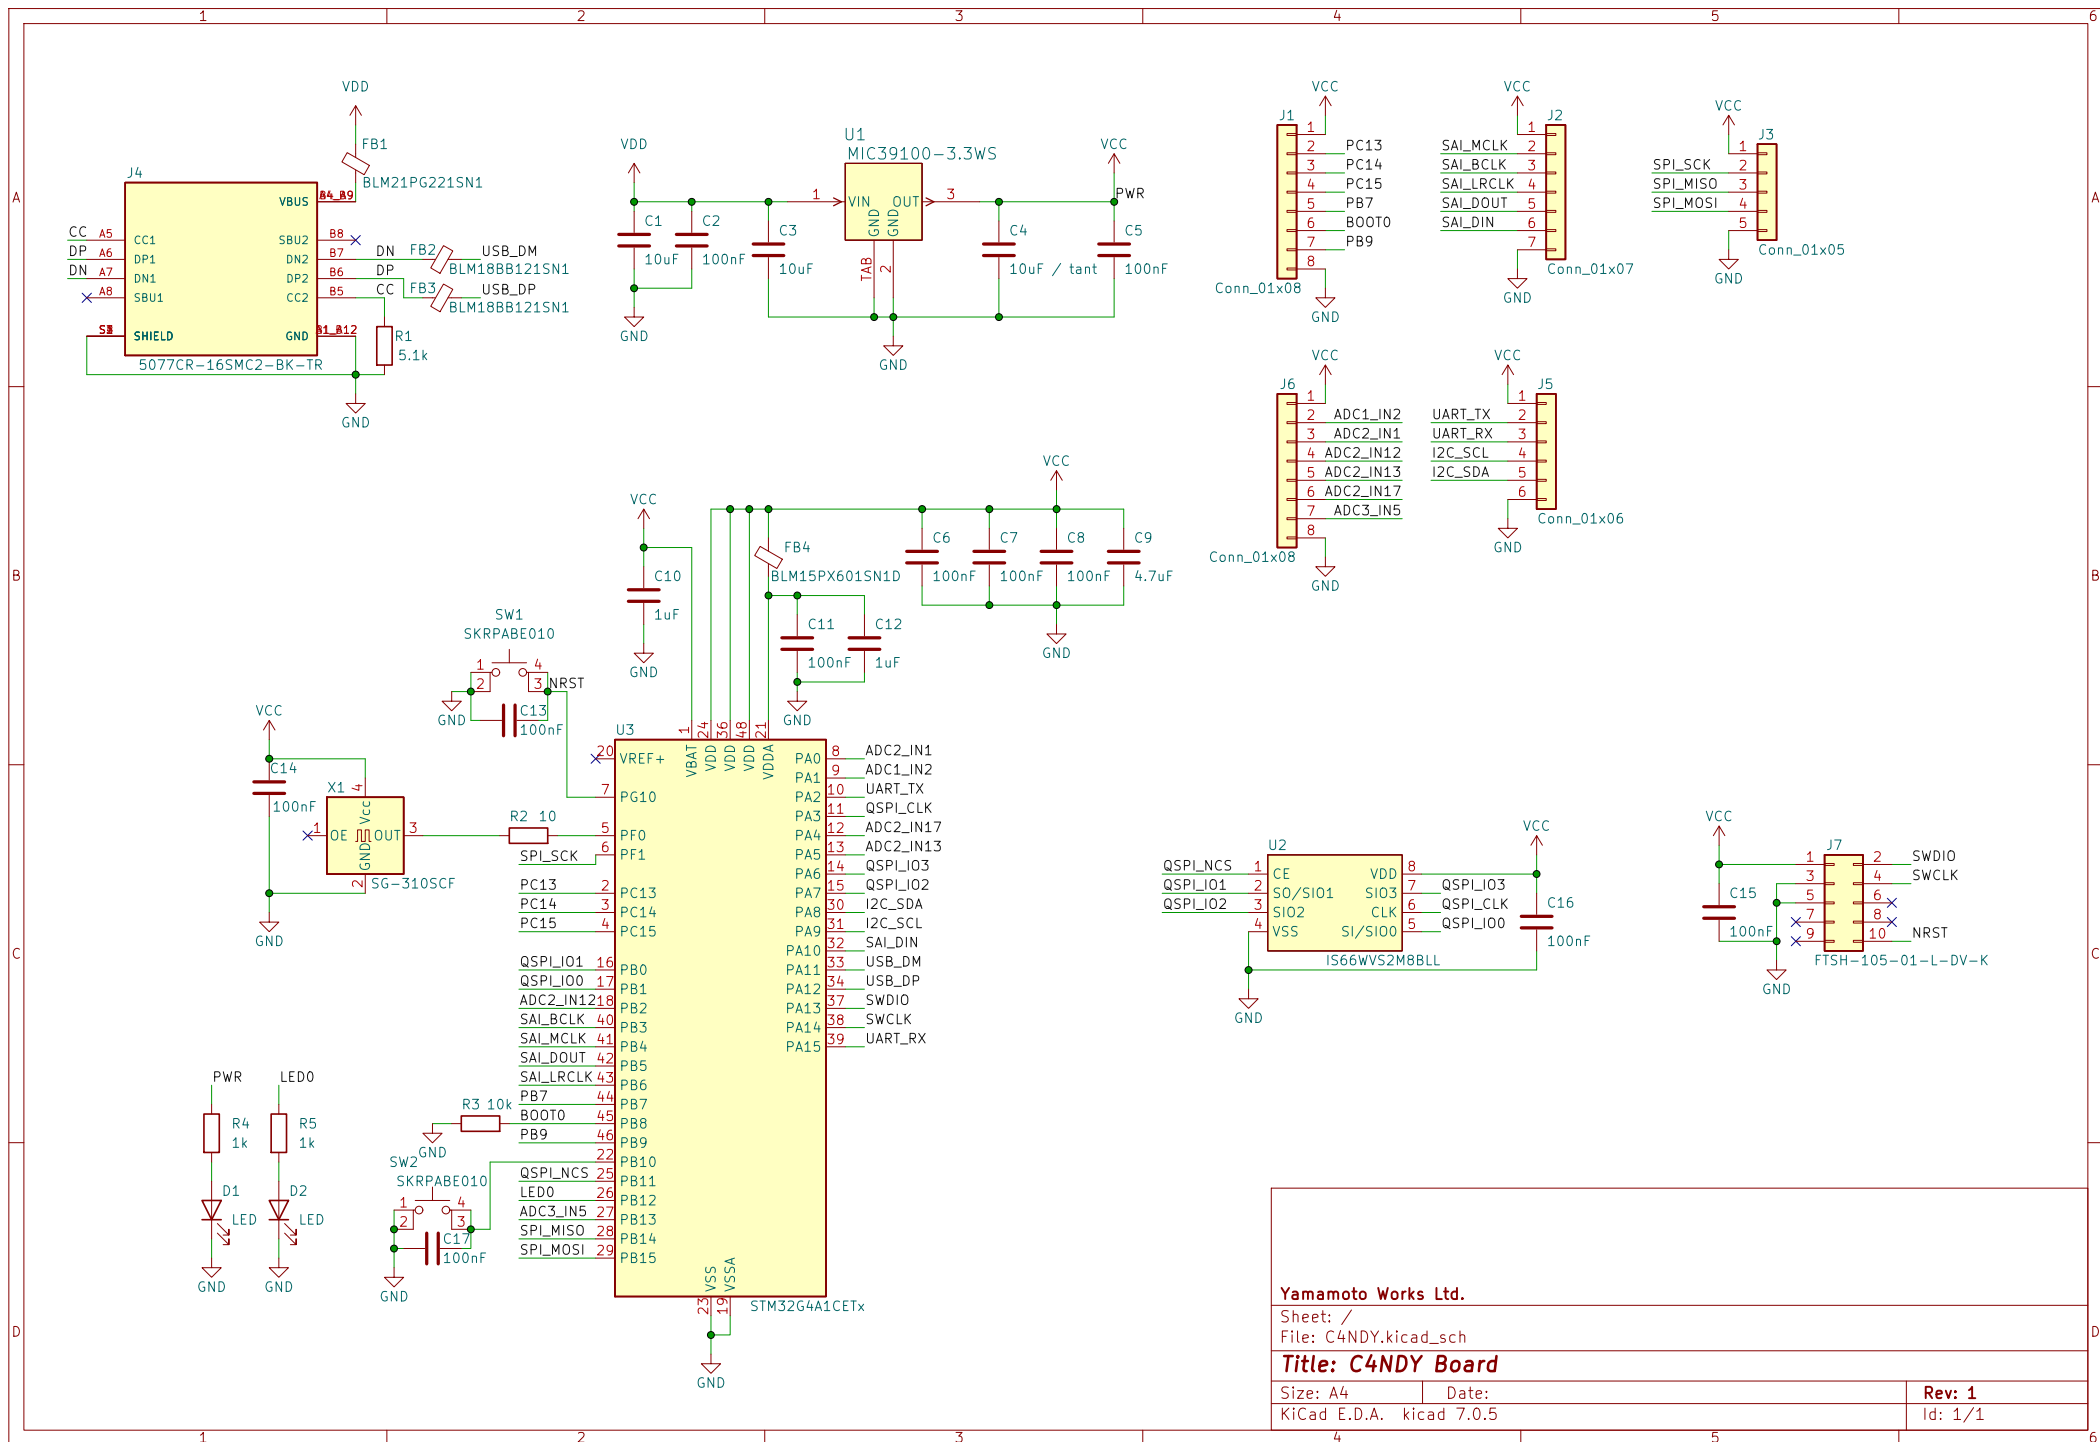 1 2 3 4 5 6
A
B
C
D
A
B
C
D
1 2 3 4 5 6
VDD
FB1
BLM21PG221SN1
J4
VBUS
CC A5 CC1
DP A6 DP1
DN A7 DN1
A8 SBU1
SHIELD
SBU2 B8
DN2 B7 DN
DP2 B6 DP
CC2 B5 CC
GND
5077CR-16SMC2-BK-TR
FB2 USB_DM
BLM18BB121SN1
FB3 USB_DP
BLM18BB121SN1
R1
5.1k
GND
VDD
C1
10uF
C2
100nF
C3
10uF
GND
U1
MIC39100-3.3WS
1 VIN OUT 3
GND GND
TAB 2
GND
VCC
PWR
C4
10uF / tant
C5
100nF
VCC
J1
1
2 PC13
3 PC14
4 PC15
5 PB7
6 BOOT0
7 PB9
8
Conn_01x08
GND
VCC
J2
1
SAI_MCLK 2
SAI_BCLK 3
SAI_LRCLK 4
SAI_DOUT 5
SAI_DIN 6
7
Conn_01x07
GND
VCC
J3
1
SPI_SCK 2
SPI_MISO 3
SPI_MOSI 4
5
Conn_01x05
GND
VCC
J6
1
2 ADC1_IN2
3 ADC2_IN1
4 ADC2_IN12
5 ADC2_IN13
6 ADC2_IN17
7 ADC3_IN5
8
Conn_01x08
GND
VCC
J5
1
UART_TX 2
UART_RX 3
I2C_SCL 4
I2C_SDA 5
6
Conn_01x06
GND
VCC
C10
1uF
GND
VCC
FB4
BLM15PX601SN1D
C6
100nF
C7
100nF
C8
100nF
C9
4.7uF
GND
C11
100nF
C12
1uF
GND
SW1
SKRPABE010
1 4
2 3 NRST
GND
C13
100nF
VCC
C14
100nF
GND
X1
4
Vcc
1 OE OUT 3
GND
2
SG-310SCF
R2 10
U3
1 24 36 48 21
VBAT VDD VDD VDD VDDA
20 VREF+
7 PG10
5 PF0
SPI_SCK 6 PF1
PC13 2 PC13
PC14 3 PC14
PC15 4 PC15
QSPI_IO1 16 PB0
QSPI_IO0 17 PB1
ADC2_IN12 18 PB2
SAI_BCLK 40 PB3
SAI_MCLK 41 PB4
SAI_DOUT 42 PB5
SAI_LRCLK 43 PB6
PB7 44 PB7
BOOT0 45 PB8
PB9 46 PB9
22 PB10
QSPI_NCS 25 PB11
LED0 26 PB12
ADC3_IN5 27 PB13
SPI_MISO 28 PB14
SPI_MOSI 29 PB15
PA0 8 ADC2_IN1
PA1 9 ADC1_IN2
PA2 10 UART_TX
PA3 11 QSPI_CLK
PA4 12 ADC2_IN17
PA5 13 ADC2_IN13
PA6 14 QSPI_IO3
PA7 15 QSPI_IO2
PA8 30 I2C_SDA
PA9 31 I2C_SCL
PA10 32 SAI_DIN
PA11 33 USB_DM
PA12 34 USB_DP
PA13 37 SWDIO
PA14 38 SWCLK
PA15 39 UART_RX
VSS VSSA
23 19
STM32G4A1CETx
GND
R3 10k
GND
SW2
SKRPABE010
1 4
2 3
C17
100nF
GND
PWR
R4
1k
D1
LED
GND
LED0
R5
1k
D2
LED
GND
U2
QSPI_NCS 1 CE
QSPI_IO1 2 SO/SIO1
QSPI_IO2 3 SIO2
4 VSS
VDD 8
SIO3 7 QSPI_IO3
CLK 6 QSPI_CLK
SI/SIO0 5 QSPI_IO0
IS66WVS2M8BLL
VCC
C16
100nF
GND
VCC
C15
100nF
J7
1 2 SWDIO
3 4 SWCLK
5 6
7 8
9 10 NRST
FTSH-105-01-L-DV-K
GND
Yamamoto Works Ltd.
Sheet: /
File: C4NDY.kicad_sch
Title: C4NDY Board
Size: A4 Date: Rev: 1
KiCad E.D.A. kicad 7.0.5 Id: 1/1